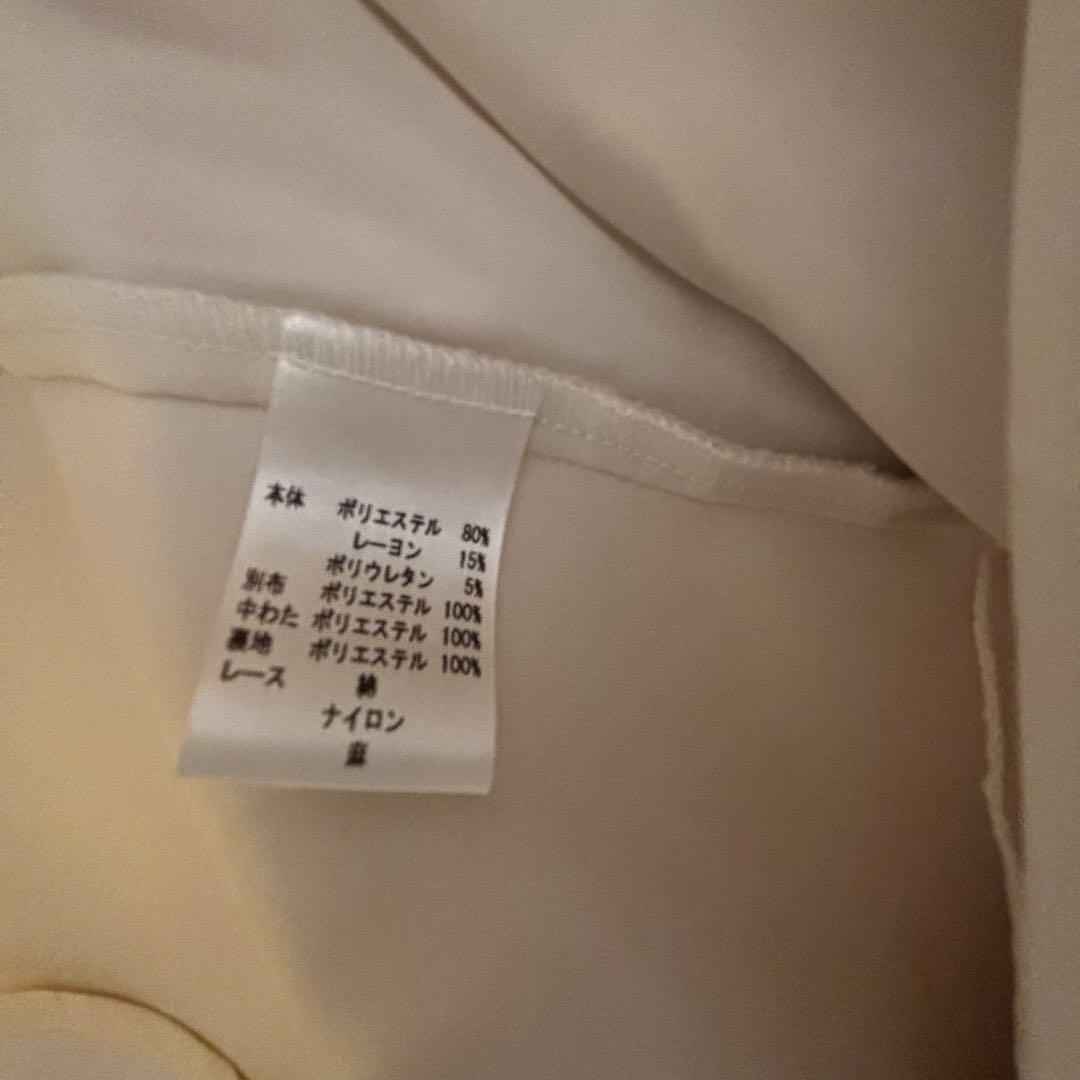 本体 ポリエステル 80%
レーヨン 15%
ポリウレタン 5%
別布 ポリエステル 100%
中わた ポリエステル 100%
裏地 ポリエステル 100%
レース 綿
ナイロン
麻